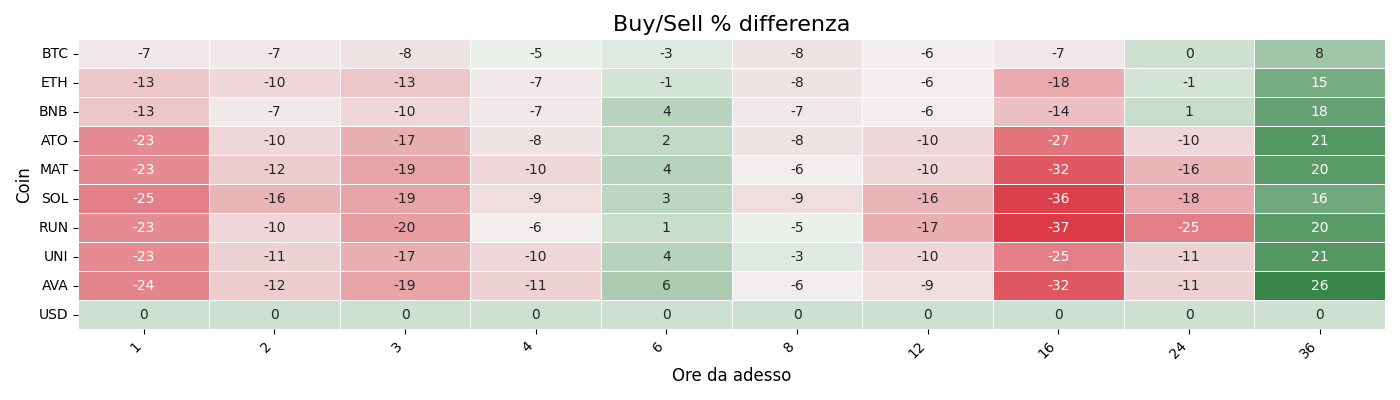 Buy/Sell % differenza
Coin
BTC -7 -7 -8 -5 -3 -8 -6 -7 0 8
ETH -13 -10 -13 -7 -1 -8 -6 -18 -1 15
BNB -13 -7 -10 -7 4 -7 -6 -14 1 18
ATO -23 -10 -17 -8 2 -8 -10 -27 -10 21
MAT -23 -12 -19 -10 4 -6 -10 -32 -16 20
SOL -25 -16 -19 -9 3 -9 -16 -36 -18 16
RUN -23 -10 -20 -6 1 -5 -17 -37 -25 20
UNI -23 -11 -17 -10 4 -3 -10 -25 -11 21
AVA -24 -12 -19 -11 6 -6 -9 -32 -11 26
USD 0 0 0 0 0 0 0 0 0 0
1 2 3 4 6 8 12 16 24 36
Ore da adesso